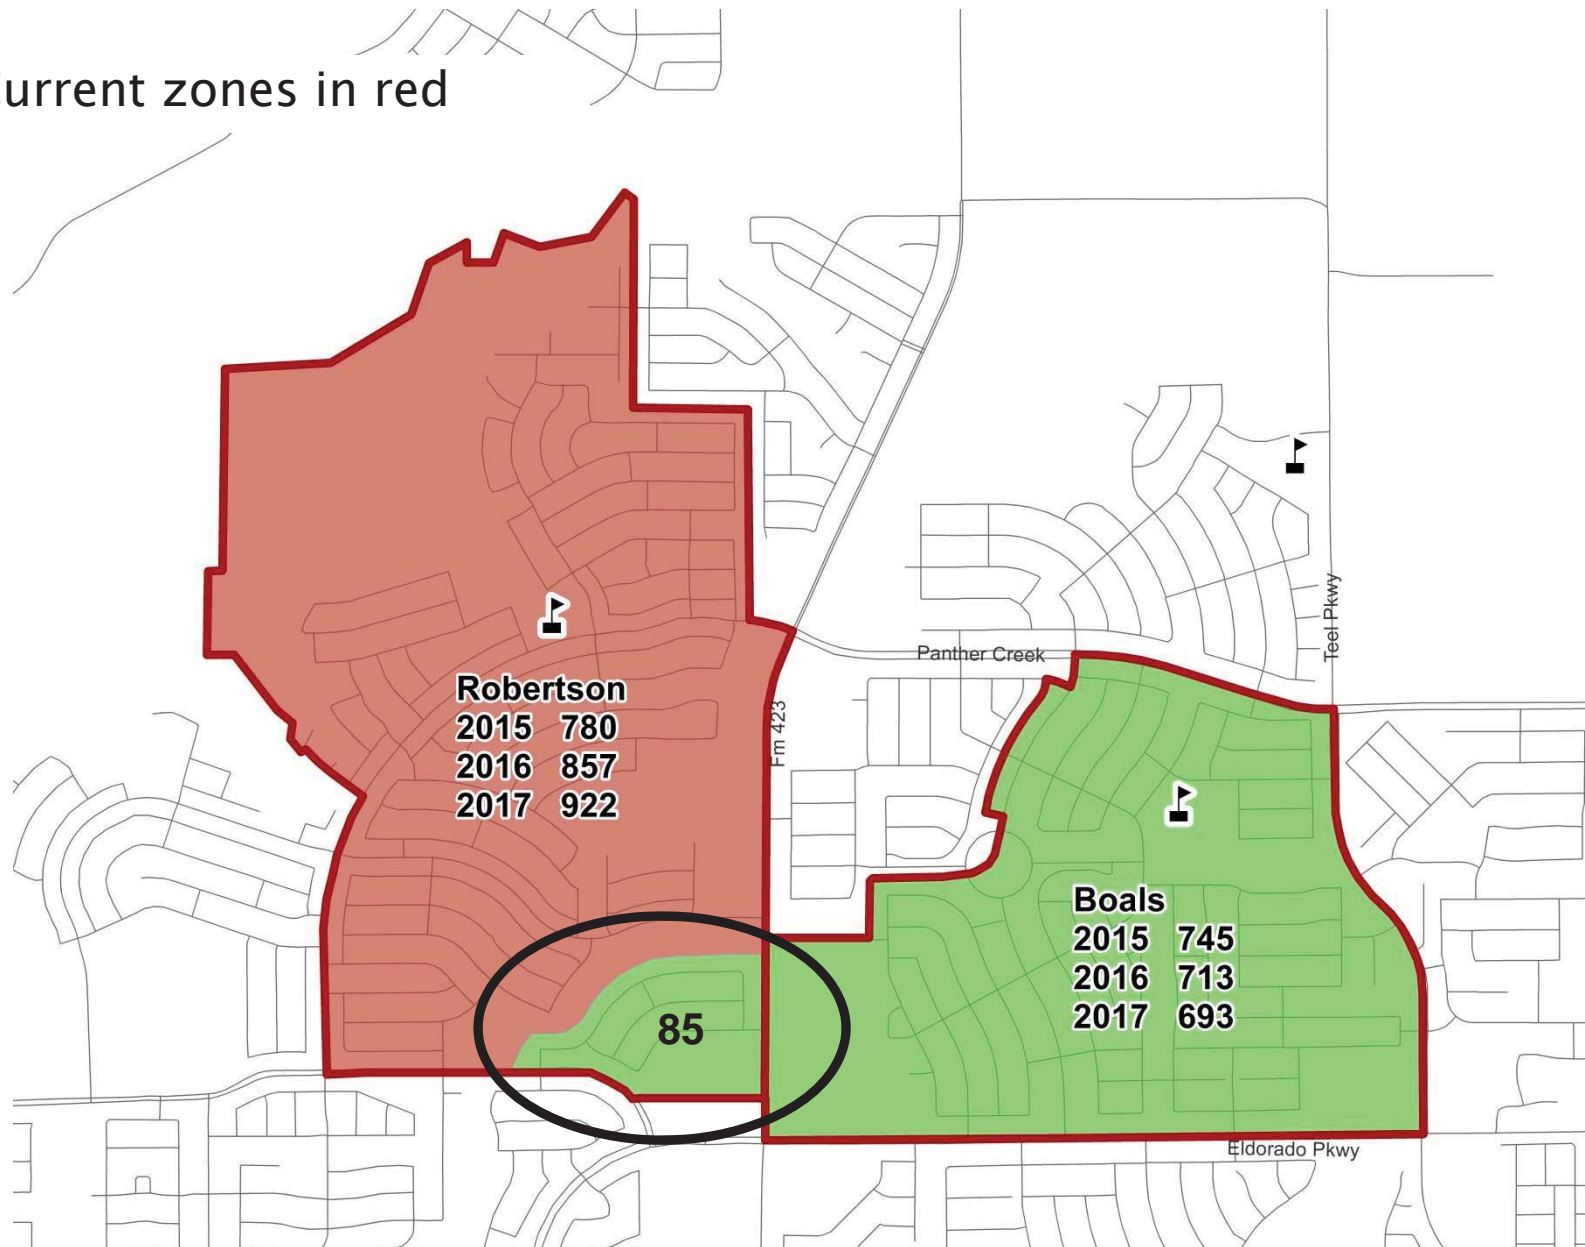 urrent zones in red
Panther Creek
Teel Pkwy
Robertson
2015 780
2016 857
2017 922
Fm 423
Boals
2015 745
2016 713
2017 693
85
Eldorado Pkwy